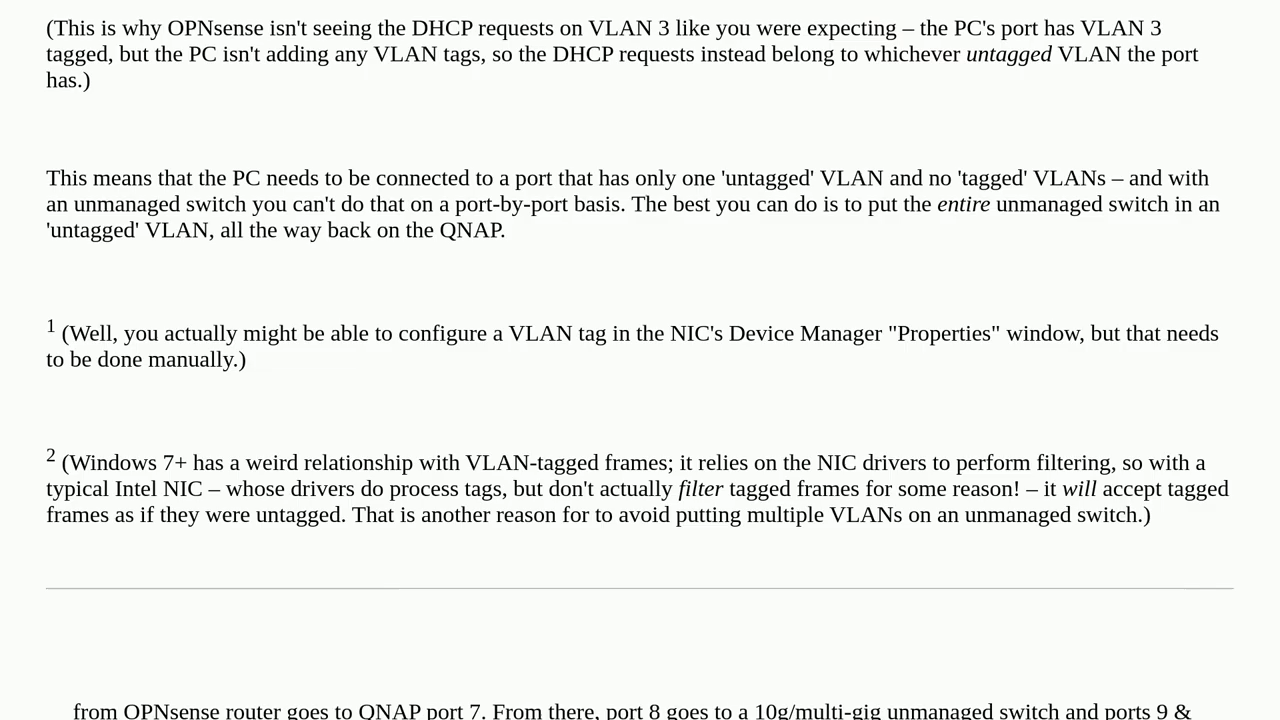 (This is why OPNsense isn't seeing the DHCP requests on VLAN 3 like you were expecting – the PC's port has VLAN 3
tagged, but the PC isn't adding any VLAN tags, so the DHCP requests instead belong to whichever untagged VLAN the port
has.)
This means that the PC needs to be connected to a port that has only one 'untagged' VLAN and no 'tagged' VLANs – and with
an unmanaged switch you can't do that on a port-by-port basis. The best you can do is to put the entire unmanaged switch in an
'untagged' VLAN, all the way back on the QNAP.
1 (Well, you actually might be able to configure a VLAN tag in the NIC's Device Manager "Properties" window, but that needs
to be done manually.)
2 (Windows 7+ has a weird relationship with VLAN-tagged frames; it relies on the NIC drivers to perform filtering, so with a
typical Intel NIC – whose drivers do process tags, but don't actually filter tagged frames for some reason! – it will accept tagged
frames as if they were untagged. That is another reason for to avoid putting multiple VLANs on an unmanaged switch.)
from OPNsense router goes to QNAP port 7. From there, port 8 goes to a 10g/multi-gig unmanaged switch and ports 9 &